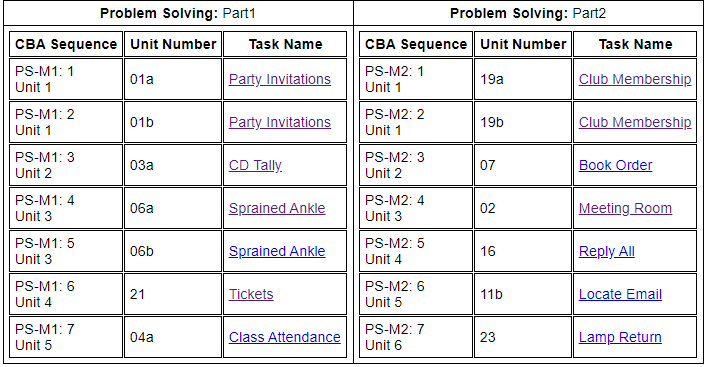 Problem Solving: Part1
CBA Sequence Unit Number Task Name
PS-M1: 1
Unit 1
01a
Party Invitations
PS-M1: 2
Unit 1
01b
Party Invitations
PS-M1: 3
Unit 2
03a
CD Tally
PS-M1: 4
Unit 3
06a
Sprained Ankle
PS-M1: 5
Unit 3
06b
Sprained Ankle
PS-M1: 6
Unit 4
21
Tickets
PS-M1: 7
Unit 5
04a
Class Attendance
Problem Solving: Part2
CBA Sequence Unit Number Task Name
PS-M2: 1
Unit 1
19a
Club Membership
PS-M2: 2
Unit 1
19b
Club Membership
PS-M2: 3
Unit 2
07
Book Order
PS-M2: 4
Unit 3
02
Meeting Room
PS-M2: 5
Unit 4
16
Reply All
PS-M2: 6
Unit 5
11b
Locate Email
PS-M2: 7
Unit 6
23
Lamp Return